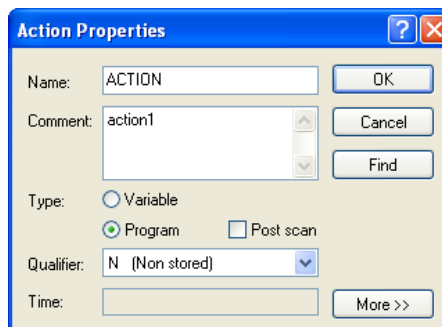 Action Properties
Name: ACTION OK
Comment: action1 Cancel
Find
Type: Variable
Program Post scan
Qualifier: N (Non stored)
Time: More >>